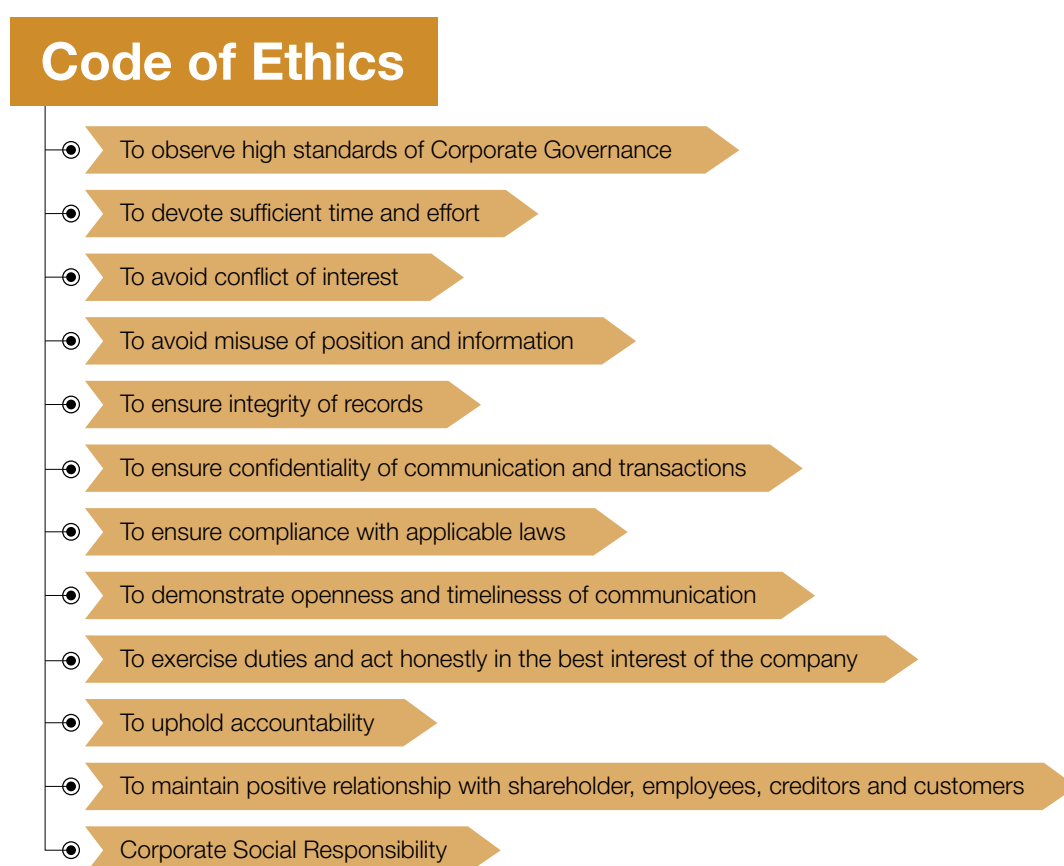 Code of Ethics
To observe high standards of Corporate Governance
To devote sufficient time and effort
To avoid conflict of interest
To avoid misuse of position and information
To ensure integrity of records
To ensure confidentiality of communication and transactions
To ensure compliance with applicable laws
To demonstrate openness and timelinesss of communication
To exercise duties and act honestly in the best interest of the company
To uphold accountability
To maintain positive relationship with shareholder, employees, creditors and customers
Corporate Social Responsibility